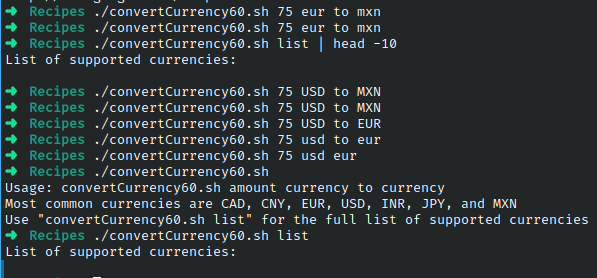 ➜ Recipes ./convertCurrency60.sh 75 eur to mxn
➜ Recipes ./convertCurrency60.sh 75 eur to mxn
➜ Recipes ./convertCurrency60.sh list | head -10
List of supported currencies:
➜ Recipes ./convertCurrency60.sh 75 USD to MXN
➜ Recipes ./convertCurrency60.sh 75 USD to MXN
➜ Recipes ./convertCurrency60.sh 75 USD to EUR
➜ Recipes ./convertCurrency60.sh 75 usd to eur
➜ Recipes ./convertCurrency60.sh 75 usd eur
➜ Recipes ./convertCurrency60.sh
Usage: convertCurrency60.sh amount currency to currency
Most common currencies are CAD, CNY, EUR, USD, INR, JPY, and MXN
Use "convertCurrency60.sh list" for the full list of supported currencies
➜ Recipes ./convertCurrency60.sh list
List of supported currencies: